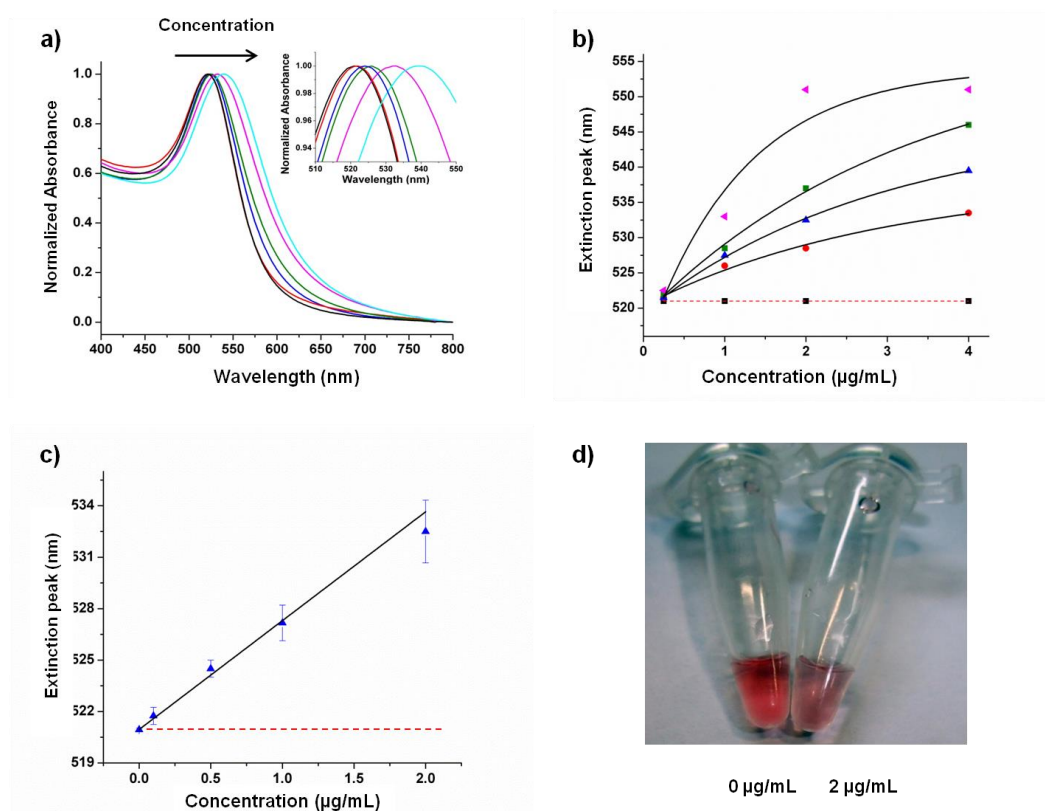 a)
Concentration
1.0
0.8
0.6
0.4
0.2
0.0
Normalized Absorbance
400 450 500 550 600 650 700 750 800
Wavelength (nm)
1.00
0.98
0.96
0.94
Normalized Absorbance
510 520 530 540 550
Wavelength (nm)
b)
555
550
545
540
535
530
525
520
Extinction peak (nm)
0 1 2 3 4
Concentration (µg/mL)
c)
534
531
528
525
522
519
Extinction peak (nm)
0.0 0.5 1.0 1.5 2.0
Concentration (µg/mL)
d)
0 µg/mL 2 µg/mL